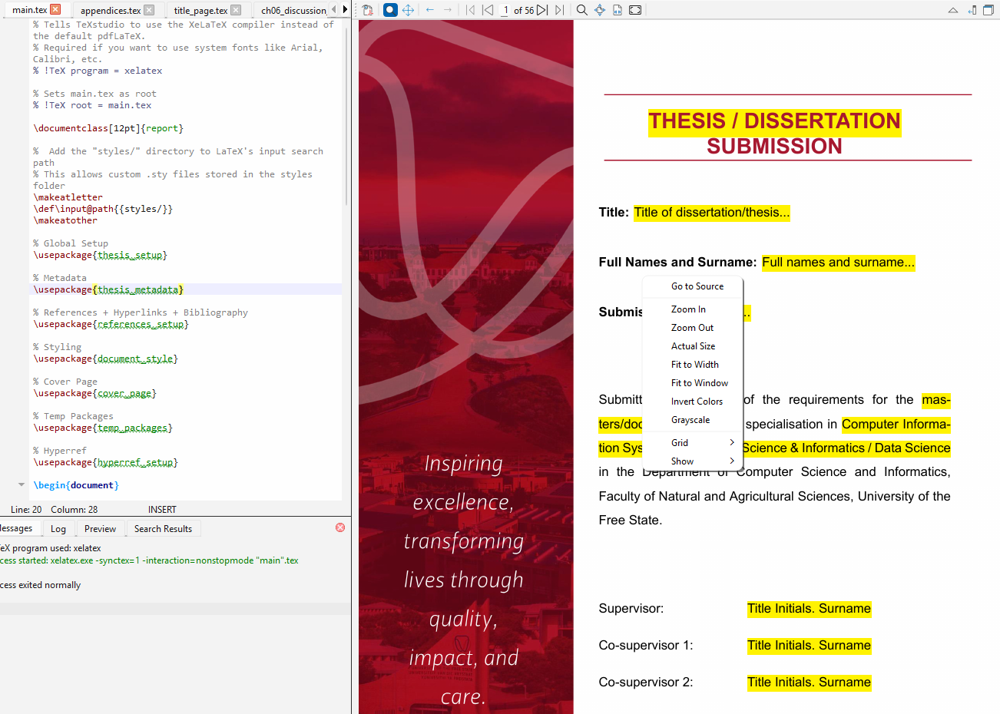 main.tex
appendices.tex
title_page.tex
ch06_discussion
1 of 56
% Tells TeXstudio to use the XeLaTeX compiler instead of
the default pdfLaTeX.
% Required if you want to use system fonts like Arial,
Calibri, etc.
% !TeX program = xelatex
% Sets main.tex as root
% !TeX root = main.tex
\documentclass[12pt]{report}
%  Add the "styles/" directory to LaTeX's input search
path
% This allows custom .sty files stored in the styles
folder
\makeatletter
\def\input@path{{styles/}}
\makeatother
% Global Setup
\usepackage{thesis_setup}
% Metadata
\usepackage{thesis_metadata}
% References + Hyperlinks + Bibliography
\usepackage{references_setup}
% Styling
\usepackage{document_style}
% Cover Page
\usepackage{cover_page}
% Temp Packages
\usepackage{temp_packages}
% Hyperref
\usepackage{hyperref_setup}
\begin{document}
Line: 20 Column: 28 INSERT
essages Log Preview Search Results
eX program used: xelatex
cess started: xelatex.exe -synctex=1 -interaction=nonstopmode "main".tex
cess exited normally
Inspiring
excellence,
transforming
lives through
quality,
impact, and
care.
THESIS / DISSERTATION
SUBMISSION
Title: Title of dissertation/thesis...
Full Names and Surname: Full names and surname...
Submis ..
Go to Source
Zoom In
Zoom Out
Actual Size
Fit to Width
Fit to Window
Invert Colors
Grayscale
Grid
Show
Submitt of the requirements for the mas-
ters/doc specialisation in Computer Informa-
tion Sys Science & Informatics / Data Science
in the Department of Computer Science and Informatics,
Faculty of Natural and Agricultural Sciences, University of the
Free State.
Supervisor: Title Initials. Surname
Co-supervisor 1: Title Initials. Surname
Co-supervisor 2: Title Initials. Surname